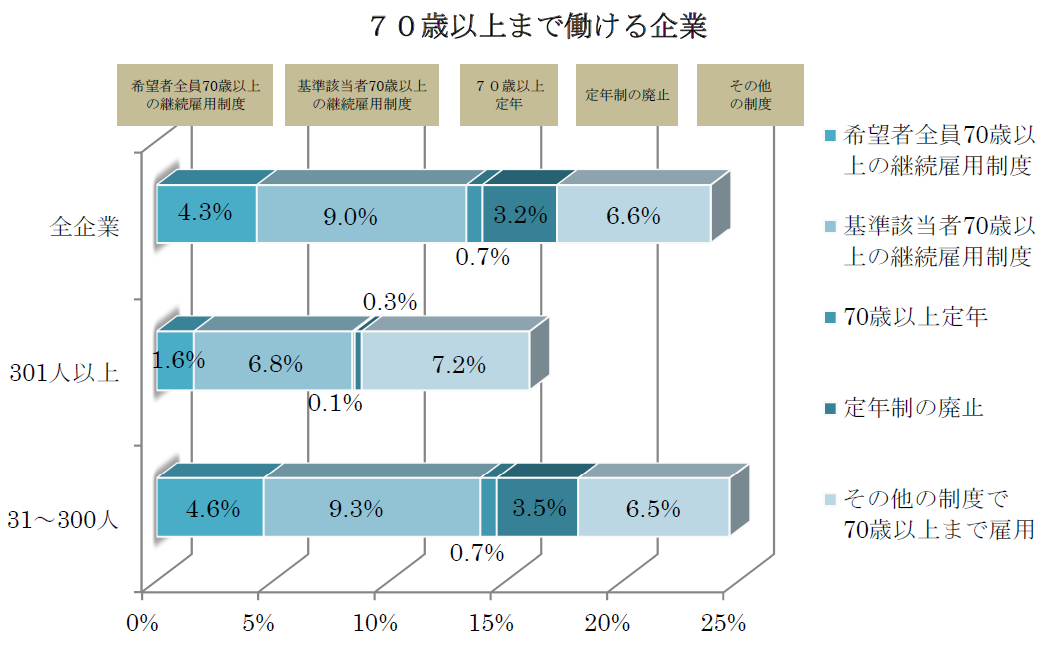 ７０歳以上まで働ける企業
希望者全員70歳以上
の継続雇用制度
基準該当者70歳以上
の継続雇用制度
７０歳以上
定年
定年制の廃止
その他
の制度
希望者全員70歳以
上の継続雇用制度
基準該当者70歳以
上の継続雇用制度
70歳以上定年
定年制の廃止
その他の制度で
70歳以上まで雇用
全企業
4.3%
9.0%
0.7%
3.2%
6.6%
301人以上
1.6%
6.8%
0.1%
0.3%
7.2%
31～300人
4.6%
9.3%
0.7%
3.5%
6.5%
0%
5%
10%
15%
20%
25%